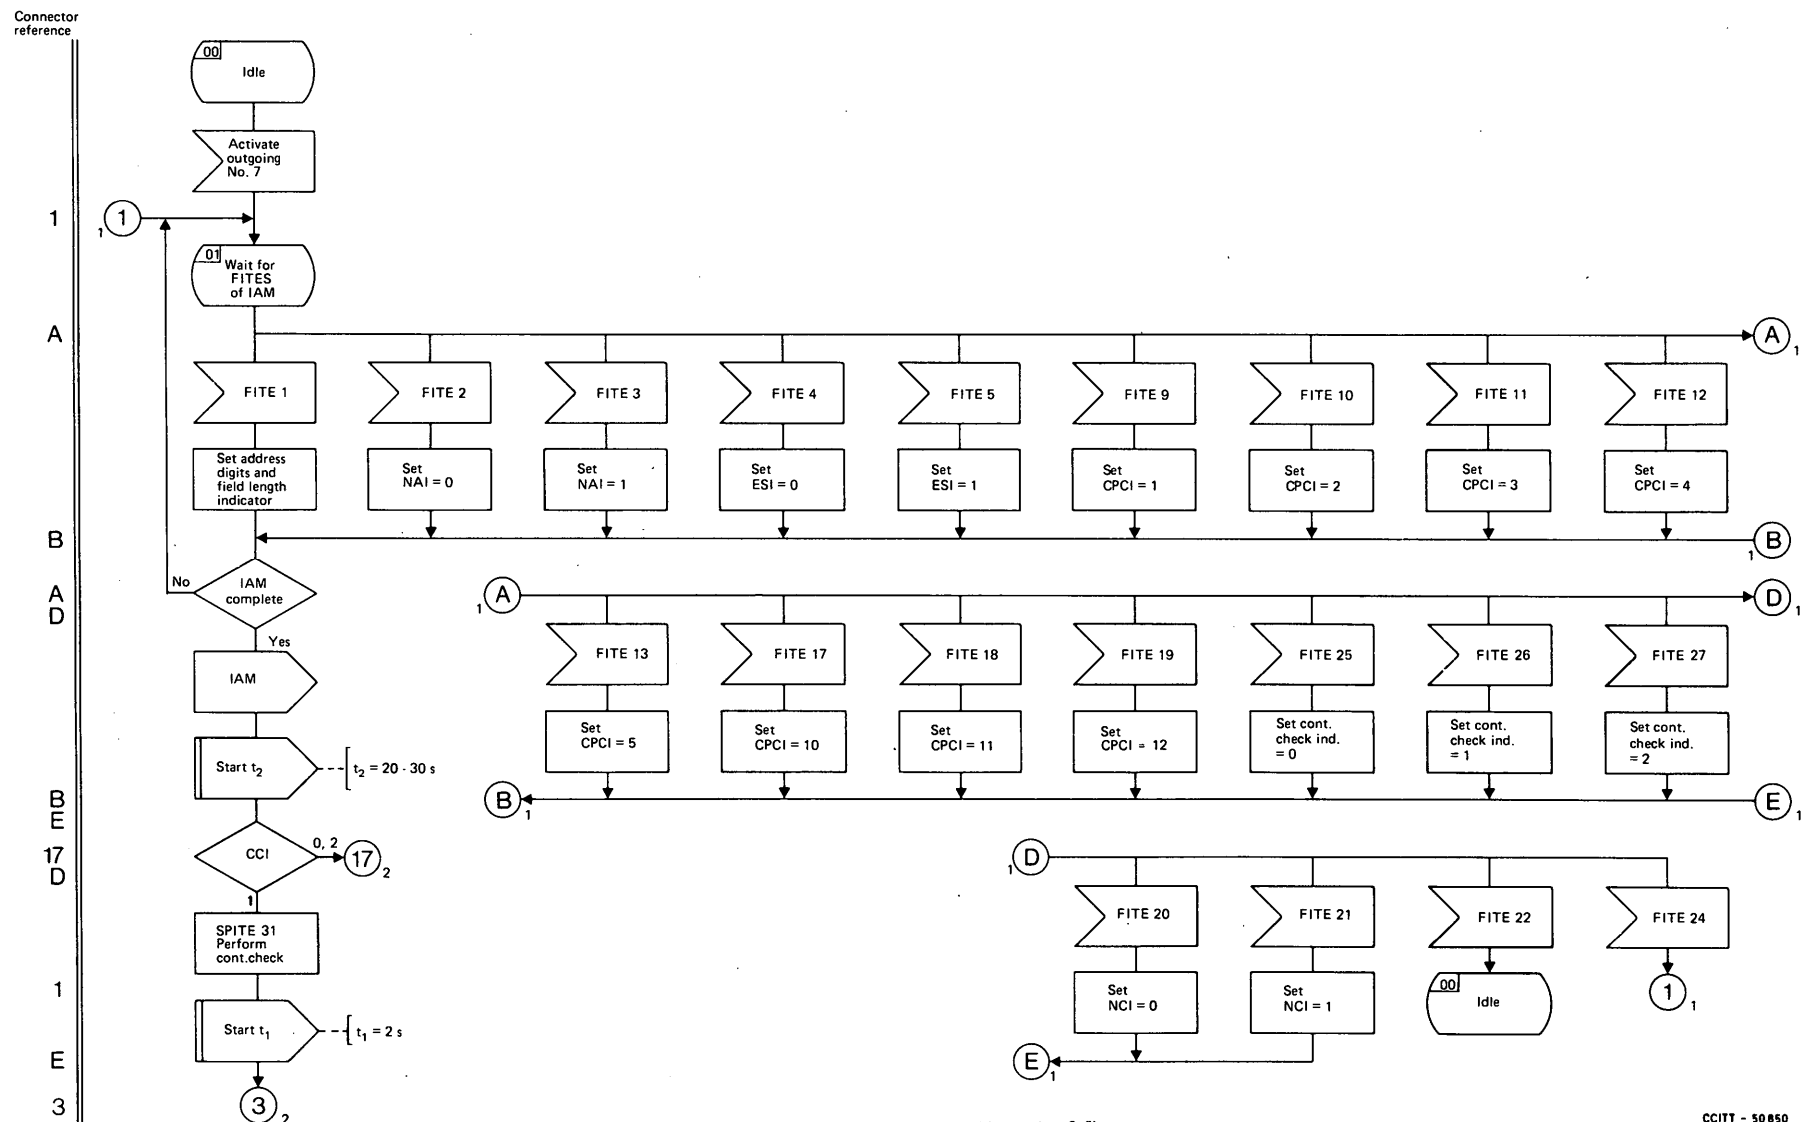 Connector
reference
00
Idle
Activate
outgoing
No. 7
1
1
1
01
Wait for
FITES
of IAM
A
A
1
FITE 1
FITE 2
FITE 3
FITE 4
FITE 5
FITE 9
FITE 10
FITE 11
FITE 12
Set address
digits and
field length
indicator
Set
NAI = 0
Set
NAI = 1
Set
ESI = 0
Set
ESI = 1
Set
CPCI = 1
Set
CPCI = 2
Set
CPCI = 3
Set
CPCI = 4
B
B
1
No
IAM
complete
Yes
A
D
A
1
D
1
FITE 13
FITE 17
FITE 18
FITE 19
FITE 25
FITE 26
FITE 27
IAM
Set
CPCI = 5
Set
CPCI = 10
Set
CPCI = 11
Set
CPCI = 12
Set cont.
check ind.
= 0
Set cont.
check ind.
= 1
Set cont.
check ind.
= 2
Start t2
t2 = 20 - 30 s
B
E
B
1
E
1
17
D
CCI
0, 2
17
2
1
D
1
FITE 20
FITE 21
FITE 22
FITE 24
SPITE 31
Perform
cont.check
Set
NCI = 0
Set
NCI = 1
00
Idle
1
1
1
Start t1
t1 = 2 s
E
E
1
3
3
2
CCITT - 50850